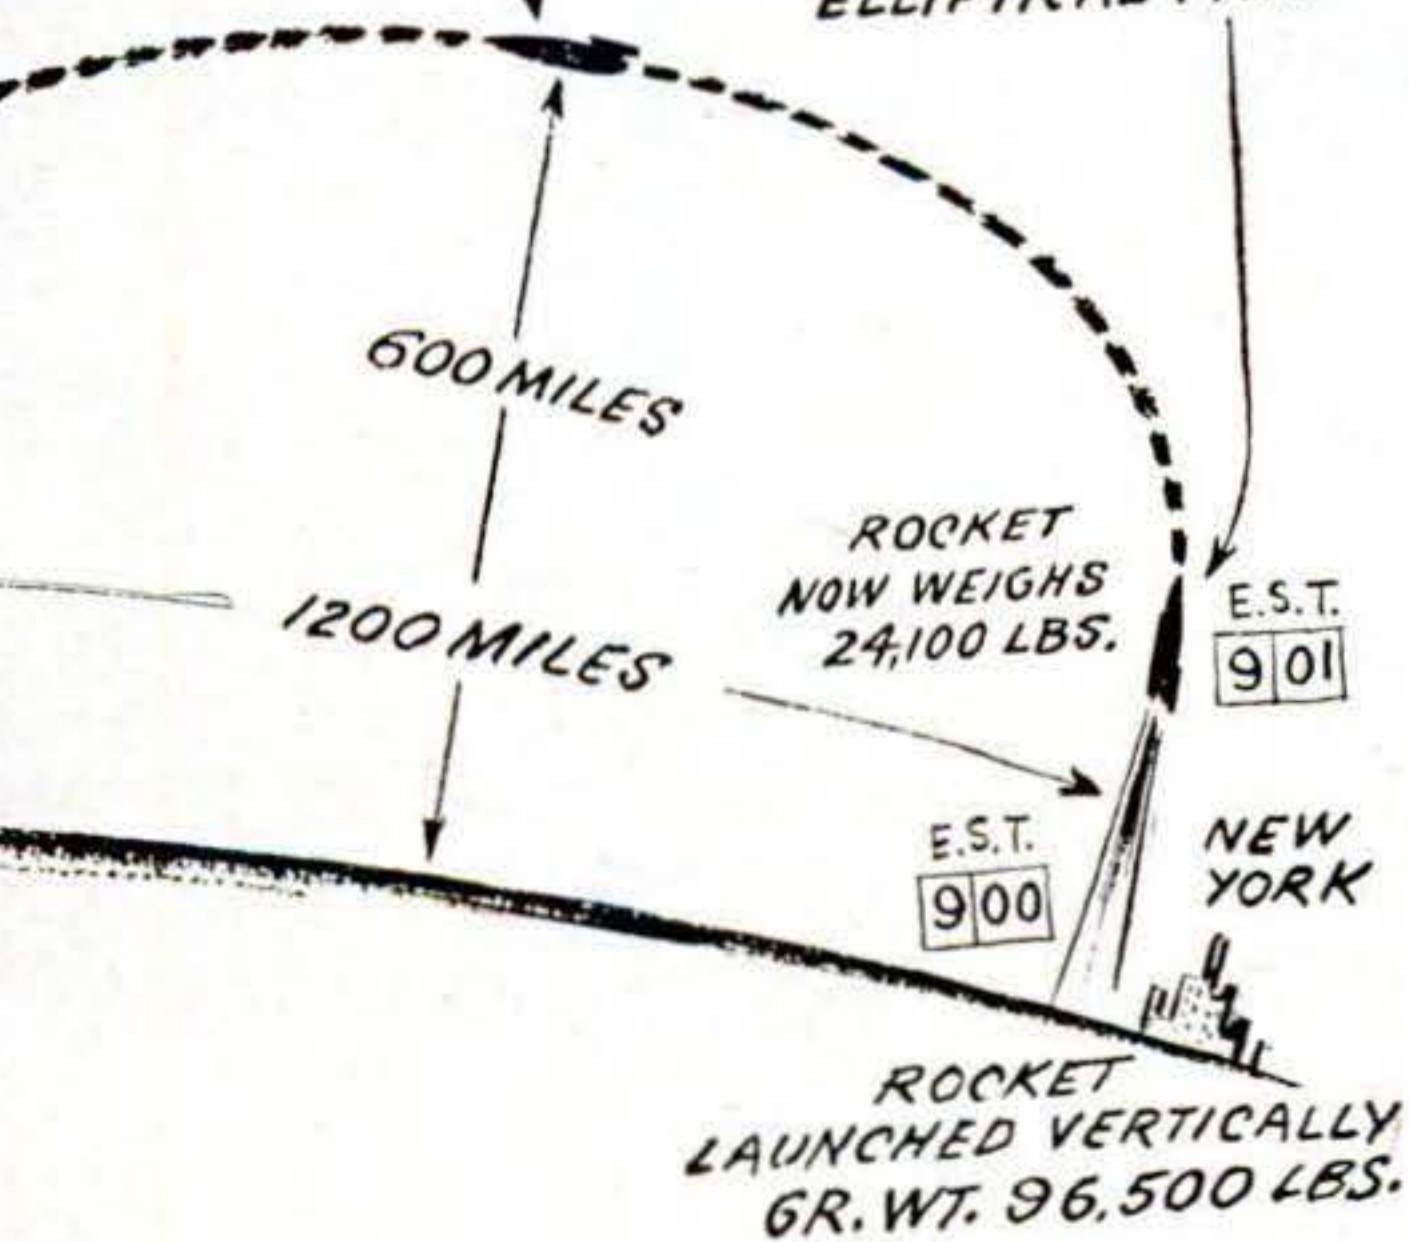 600 MILES
1200 MILES
ROCKET
NOW WEIGHS
24,100 LBS.
E.S.T.
9 01
E.S.T.
9 00
NEW
YORK
ROCKET
LAUNCHED VERTICALLY
GR. WT. 96,500 LBS.